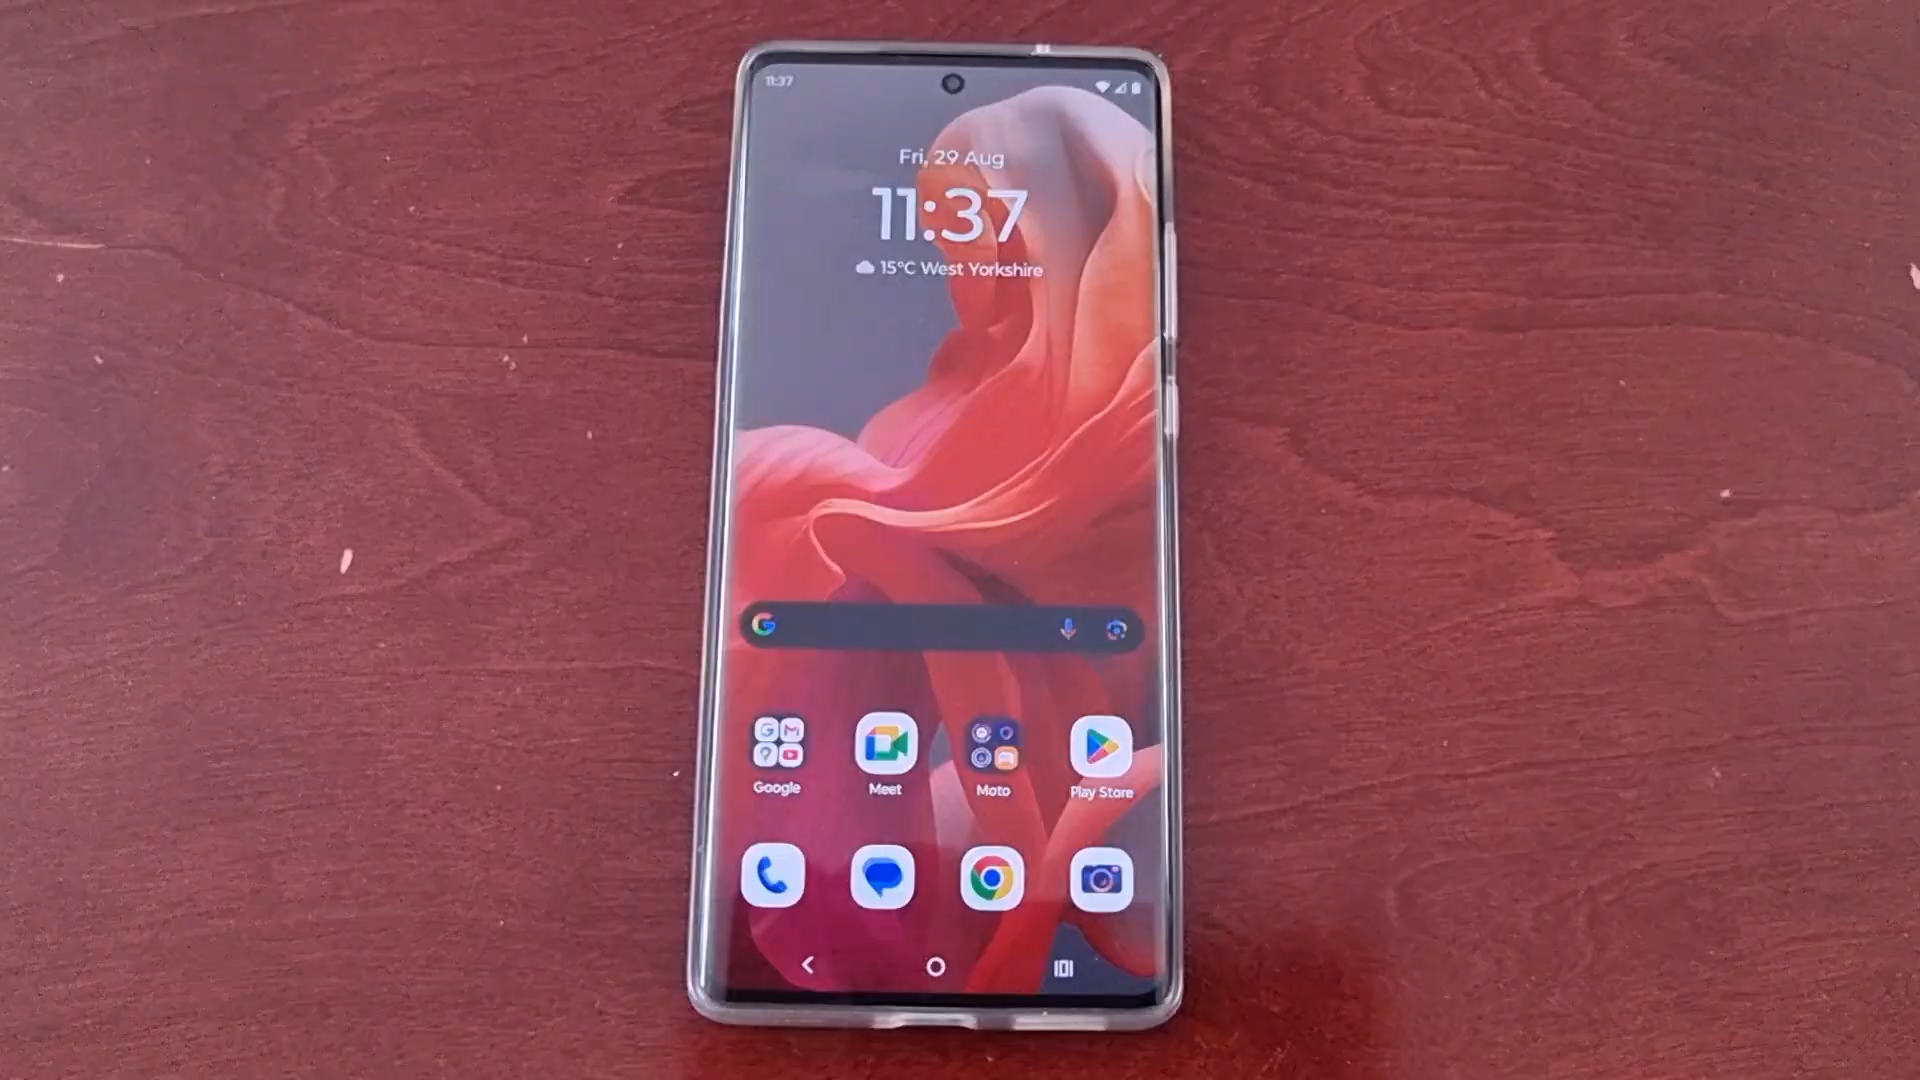 11:37
Fri, 29 Aug
11:37
15°C West Yorkshire
Google
Meet
Moto
Play Store